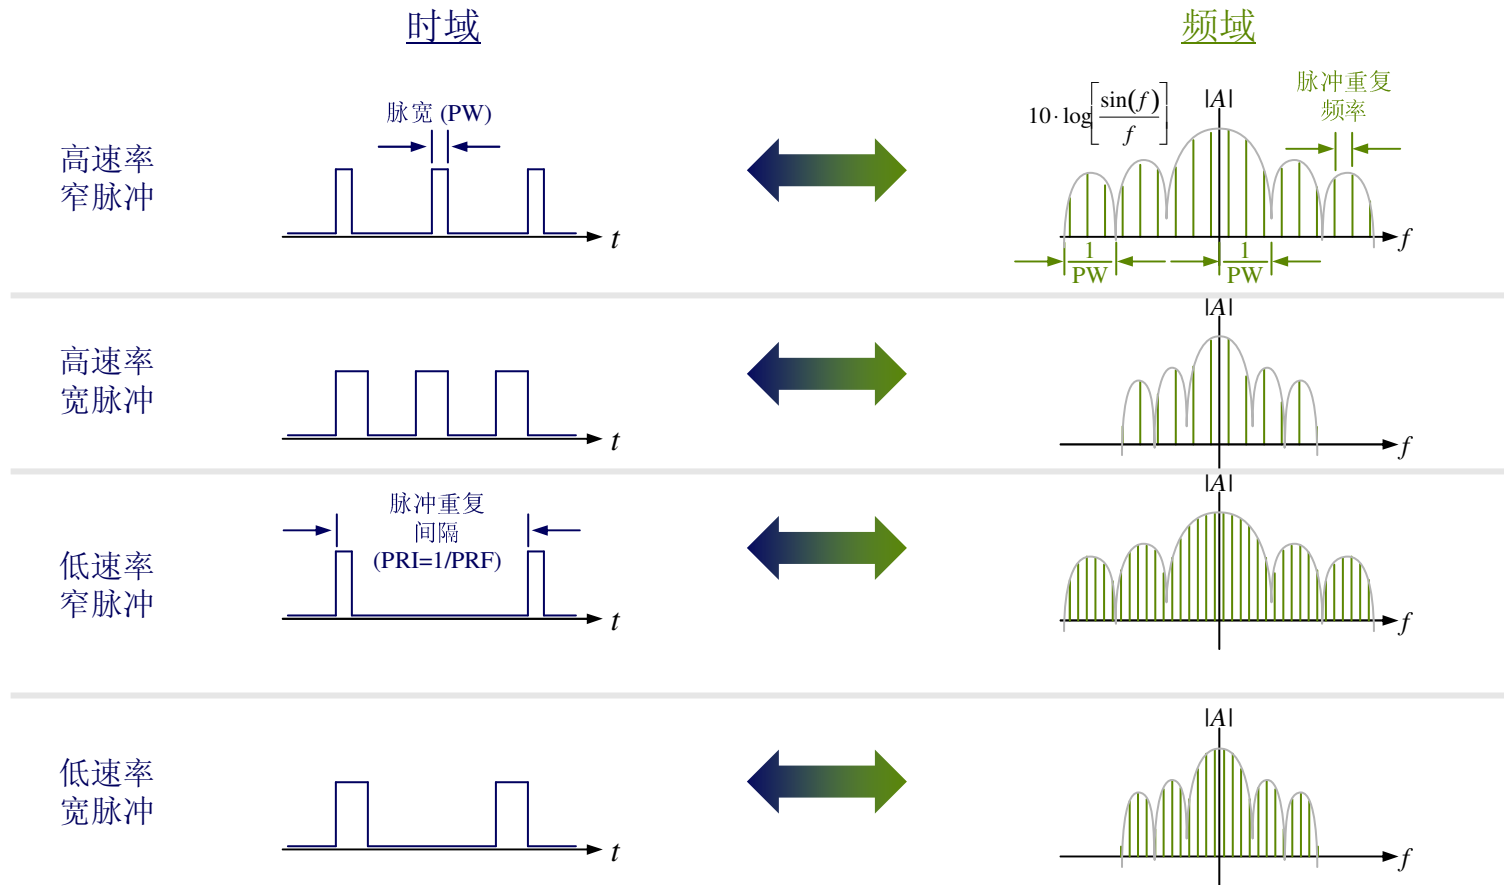 时域
频域
高速率
窄脉冲
脉宽 (PW)
t
10·log[sin(f)/f]
|A|
脉冲重复
频率
f
1/PW
1/PW
高速率
宽脉冲
t
|A|
f
低速率
窄脉冲
脉冲重复
间隔
(PRI=1/PRF)
t
|A|
f
低速率
宽脉冲
t
|A|
f